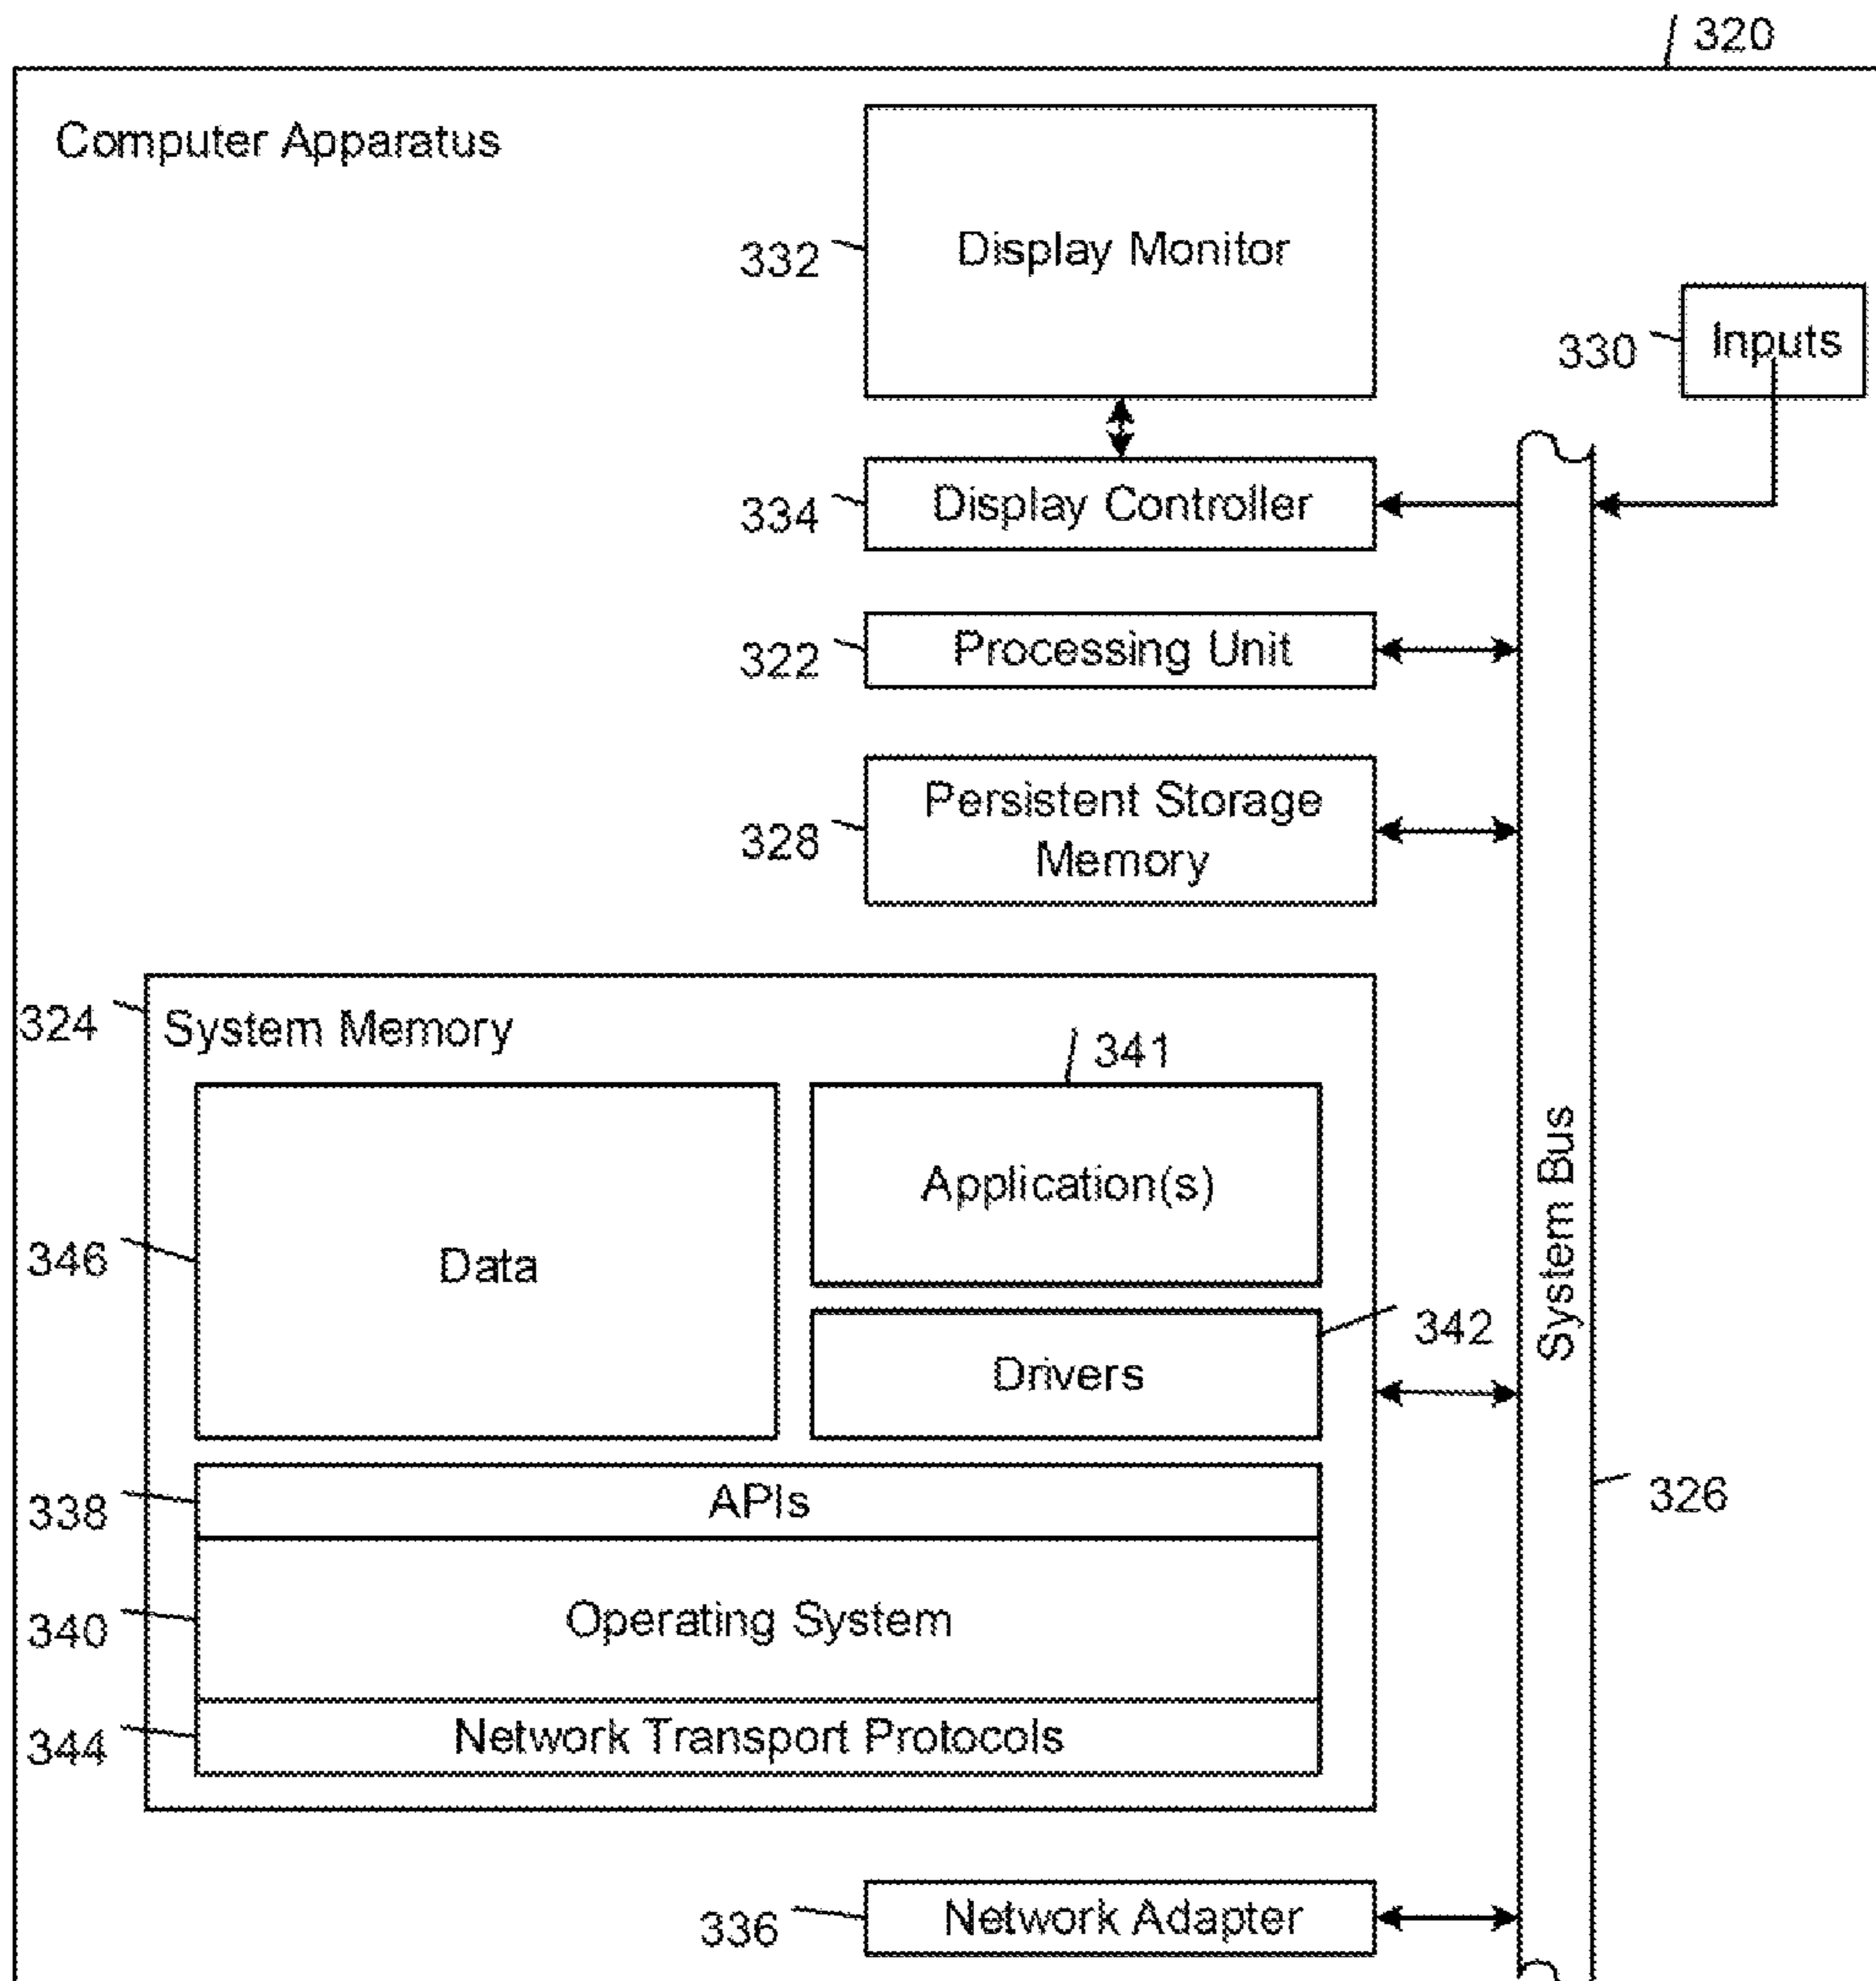 320
Computer Apparatus
332
Display Monitor
330
Inputs
334
Display Controller
322
Processing Unit
328
Persistent Storage
Memory
324
System Memory
341
Application(s)
346
Data
342
Drivers
System Bus
326
338
APIs
340
Operating System
344
Network Transport Protocols
336
Network Adapter